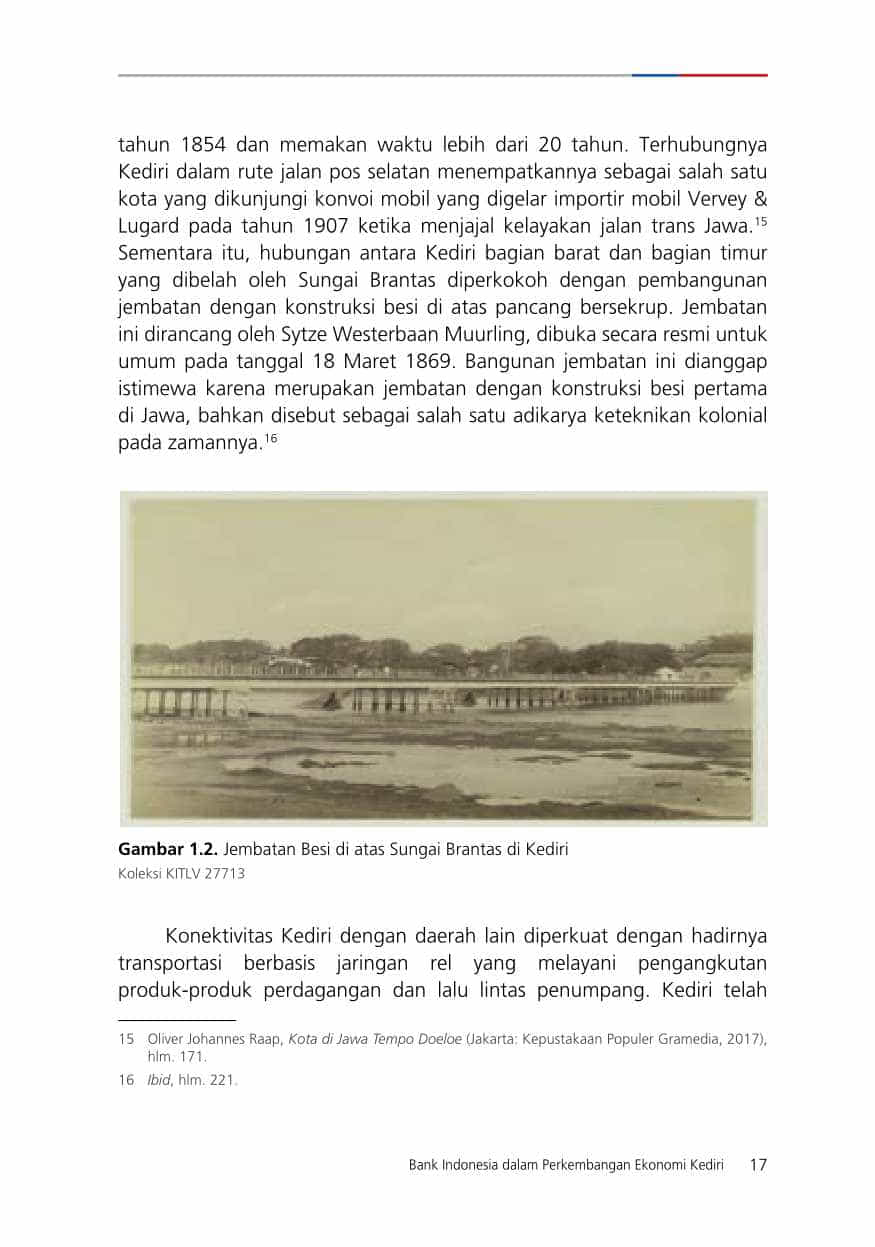 tahun 1854 dan memakan waktu lebih dari 20 tahun. Terhubungnya
Kediri dalam rute jalan pos selatan menempatkannya sebagai salah satu
kota yang dikunjungi konvoi mobil yang digelar importir mobil Vervey &
Lugard pada tahun 1907 ketika menjajal kelayakan jalan trans Jawa.15
Sementara itu, hubungan antara Kediri bagian barat dan bagian timur
yang dibelah oleh Sungai Brantas diperkokoh dengan pembangunan
jembatan dengan konstruksi besi di atas pancang bersekrup. Jembatan
ini dirancang oleh Sytze Westerbaan Muurling, dibuka secara resmi untuk
umum pada tanggal 18 Maret 1869. Bangunan jembatan ini dianggap
istimewa karena merupakan jembatan dengan konstruksi besi pertama
di Jawa, bahkan disebut sebagai salah satu adikarya keteknikan kolonial
pada zamannya.16
Gambar 1.2. Jembatan Besi di atas Sungai Brantas di Kediri
Koleksi KITLV 27713
Konektivitas Kediri dengan daerah lain diperkuat dengan hadirnya
transportasi berbasis jaringan rel yang melayani pengangkutan
produk-produk perdagangan dan lalu lintas penumpang. Kediri telah
15 Oliver Johannes Raap, Kota di Jawa Tempo Doeloe (Jakarta: Kepustakaan Populer Gramedia, 2017),
hlm. 171.
16 Ibid, hlm. 221.
Bank Indonesia dalam Perkembangan Ekonomi Kediri 17